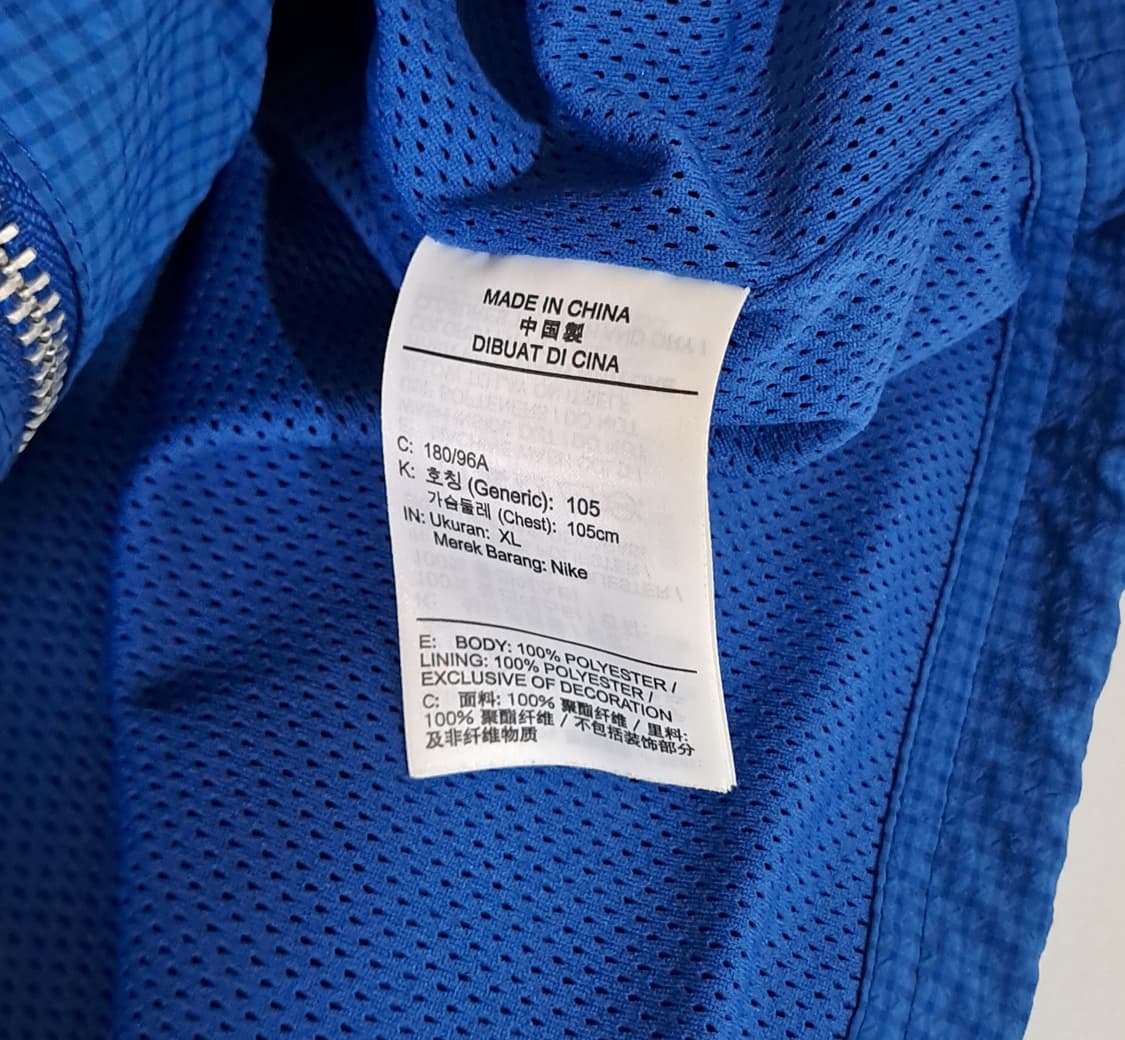 MADE IN CHINA
中国製
DIBUAT DI CINA
C: 180/96A
K: 호칭 (Generic): 105
가슴둘레 (Chest): 105cm
IN: Ukuran: XL
Merek Barang: Nike
E: BODY: 100% POLYESTER /
LINING: 100% POLYESTER /
EXCLUSIVE OF DECORATION
C: 面料: 100% 聚酯纤维 / 里料:
100% 聚酯纤维 / 不包括装饰部分
及非纤维物质